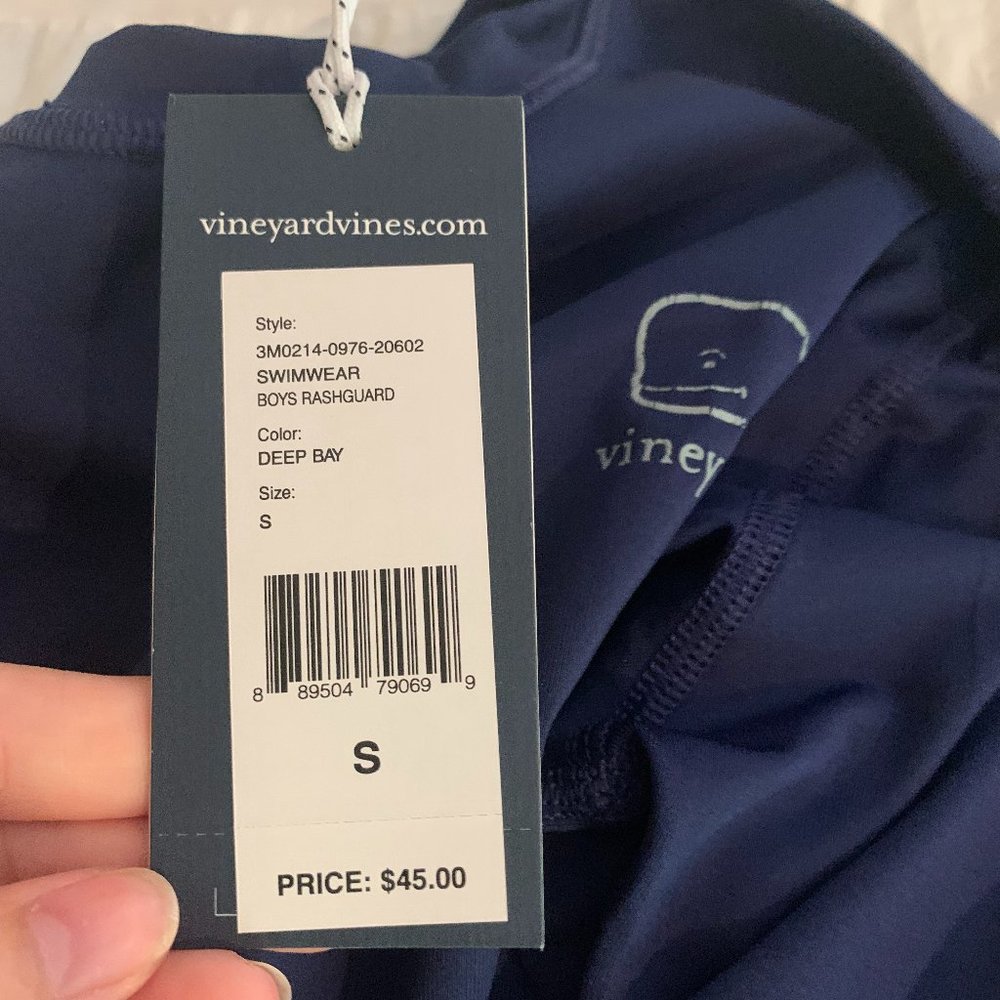 vineyardvines.com
Style:
3M0214-0976-20602
SWIMWEAR
BOYS RASHGUARD
Color:
DEEP BAY
Size:
S
8 89504 79069 9
S
PRICE: $45.00
viney